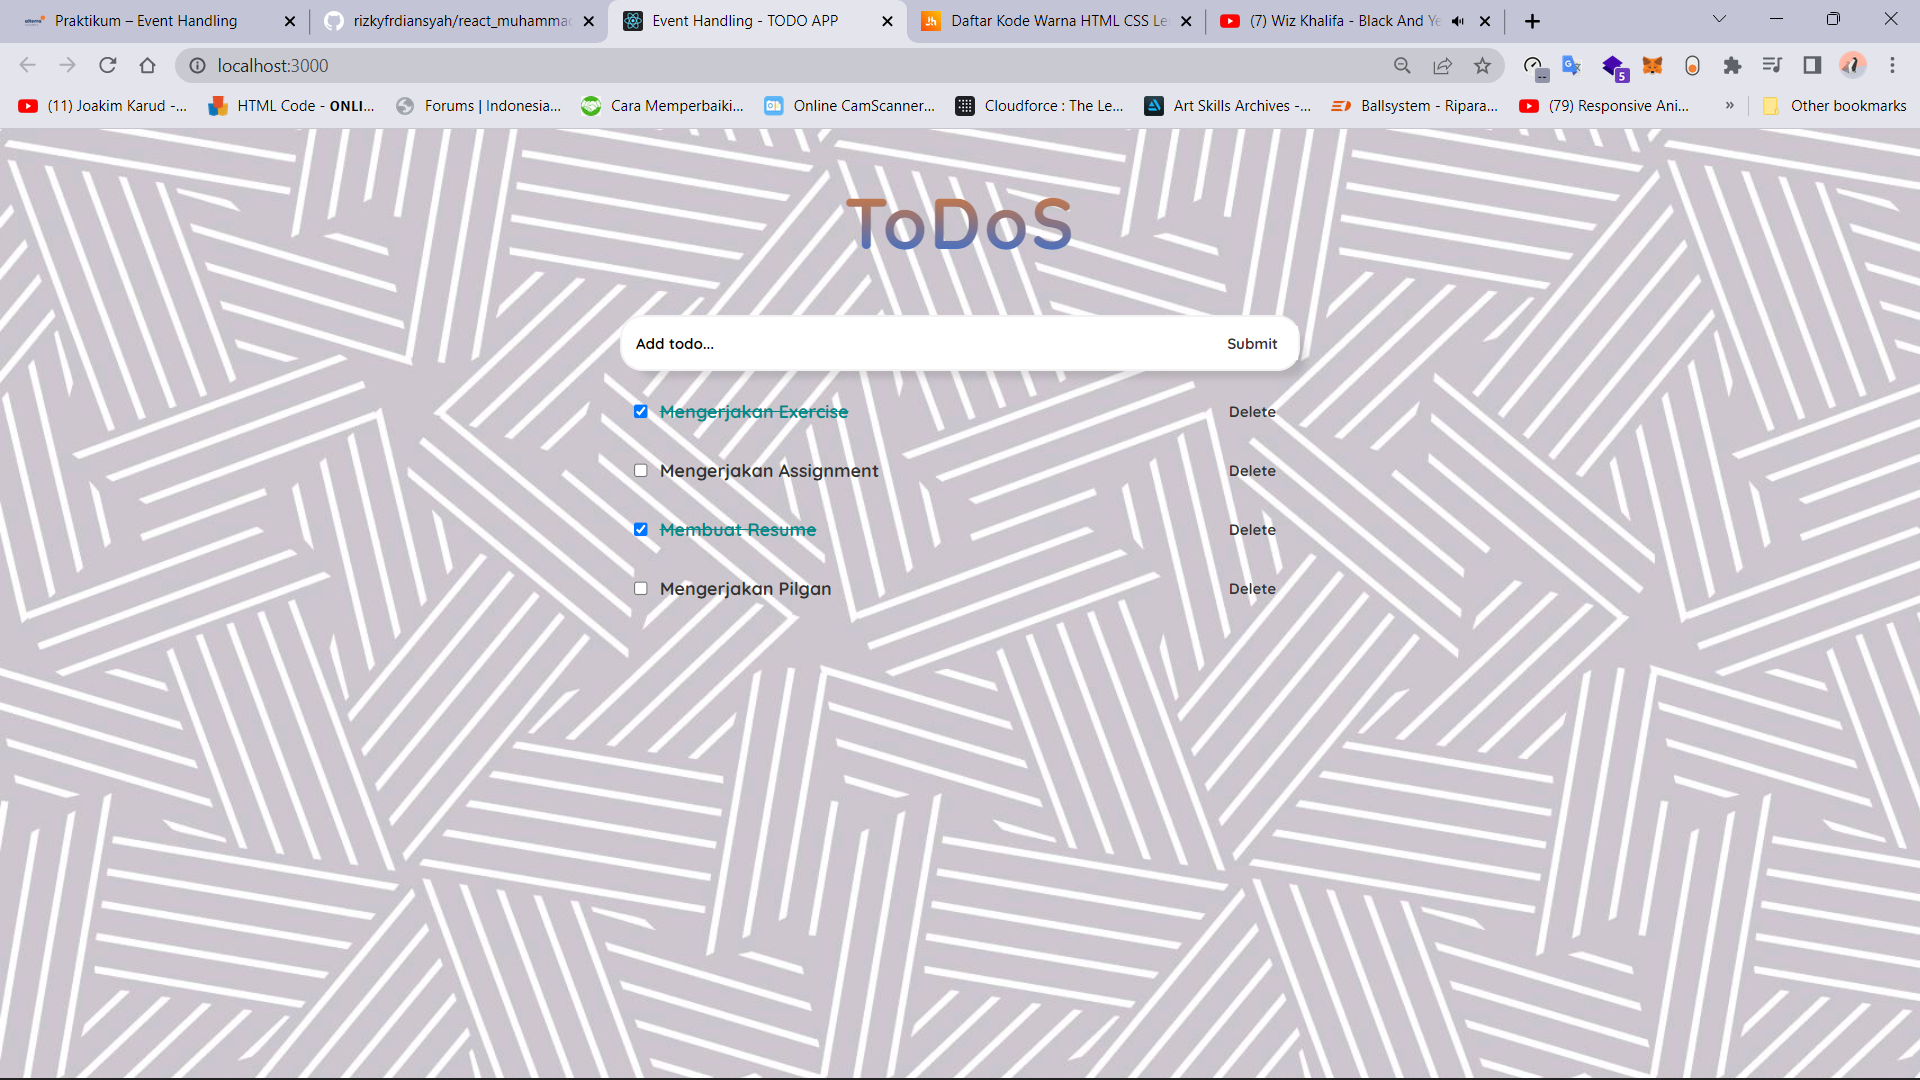 Praktikum – Event Handling
rizkyfrdiansyah/react_muhammad
Event Handling - TODO APP
Daftar Kode Warna HTML CSS Le
(7) Wiz Khalifa - Black And Ye
localhost:3000
5
(11) Joakim Karud -...
HTML Code - ONLI...
Forums | Indonesia...
Cara Memperbaiki...
Online CamScanner...
Cloudforce : The Le...
Art Skills Archives -...
Ballsystem - Ripara...
(79) Responsive Ani...
»
Other bookmarks
ToDoS
Add todo... Submit
Mengerjakan Exercise Delete
Mengerjakan Assignment Delete
Membuat Resume Delete
Mengerjakan Pilgan Delete